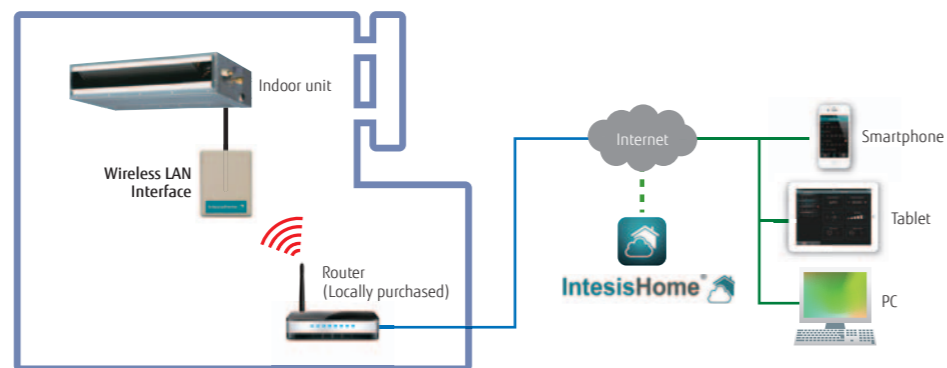 Indoor unit
Wireless LAN
Interface
Router
(Locally purchased)
Internet
IntesisHome®
Smartphone
Tablet
PC